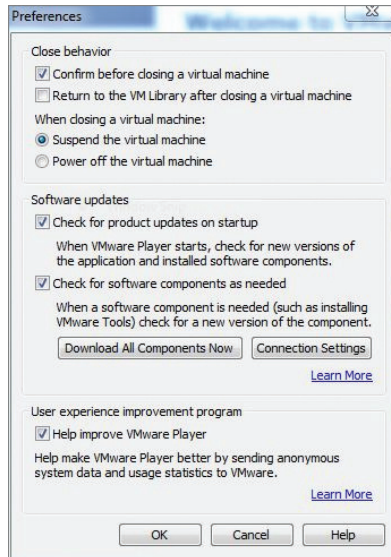 Preferences
Welcome to VM
Close behavior
Confirm before closing a virtual machine
Return to the VM Library after closing a virtual machine
When closing a virtual machine:
Suspend the virtual machine
Power off the virtual machine
Software updates
Check for product updates on startup
When VMware Player starts, check for new versions of
the application and installed software components.
Check for software components as needed
When a software component is needed (such as installing
VMware Tools) check for a new version of the component.
Download All Components Now Connection Settings
Learn More
User experience improvement program
Help improve VMware Player
Help make VMware Player better by sending anonymous
system data and usage statistics to VMware.
Learn More
OK Cancel Help